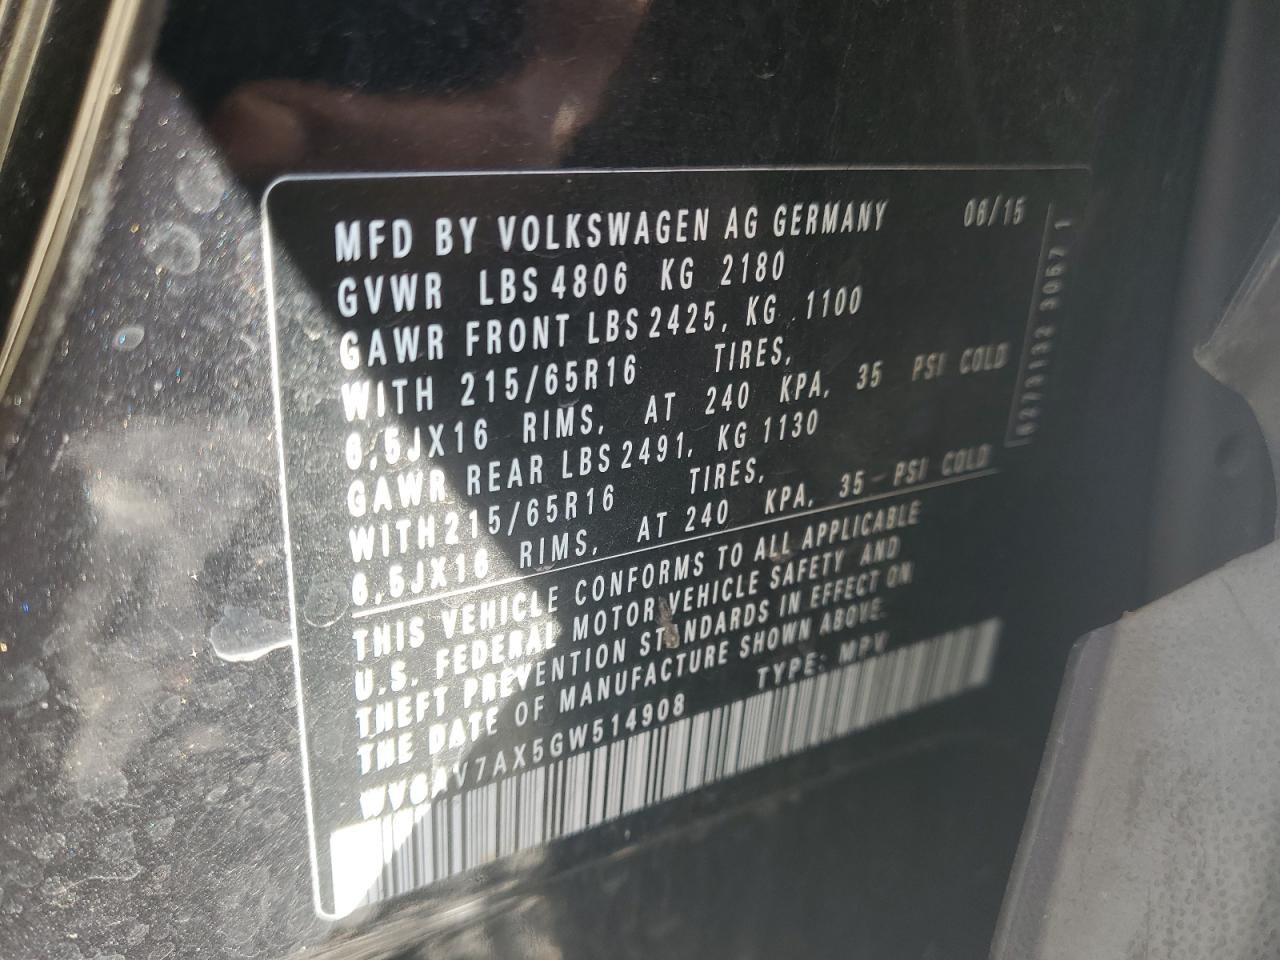 MFD BY VOLKSWAGEN AG GERMANY 06/15
GVWR LBS 4806 KG 2180
GAWR FRONT LBS 2425, KG 1100
WITH 215/65R16 TIRES,
6,5JX16 RIMS, AT 240 KPA, 35 PSI COLD
GAWR REAR LBS 2491, KG 1130
WITH 215/65R16 TIRES,
6,5JX16 RIMS, AT 240 KPA, 35 PSI COLD
THIS VEHICLE CONFORMS TO ALL APPLICABLE
U.S. FEDERAL MOTOR VEHICLE SAFETY AND
THEFT PREVENTION STANDARDS IN EFFECT ON
THE DATE OF MANUFACTURE SHOWN ABOVE.
WVGAV7AX5GW514908 TYPE: MPV